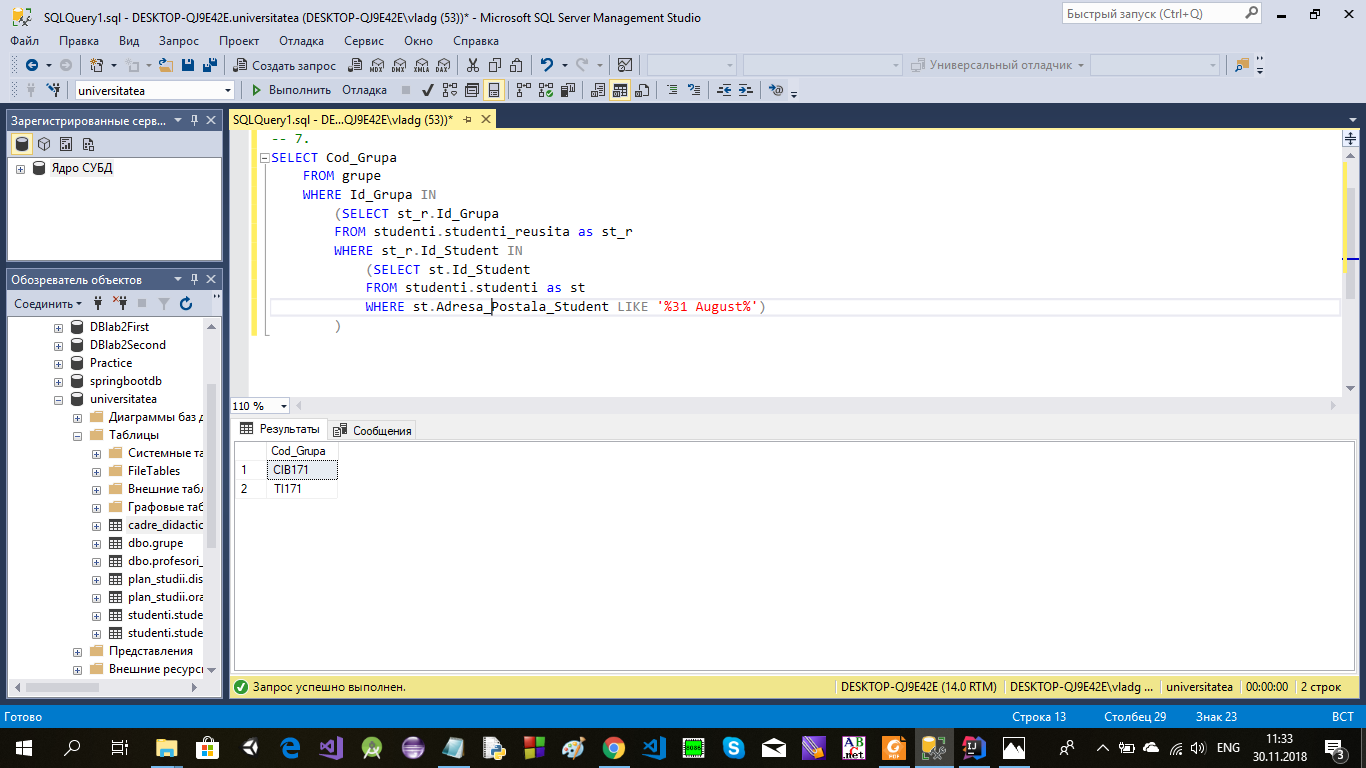 SQLQuery1.sql - DESKTOP-QJ9E42E.universitatea (DESKTOP-QJ9E42E\vladg (53))* - Microsoft SQL Server Management Studio
Быстрый запуск (Ctrl+Q)
Файл Правка Вид Запрос Проект Отладка Сервис Окно Справка
Создать запрос MDX DMX XMLA DAX Универсальный отладчик
universitatea Выполнить Отладка
Зарегистрированные серв...
Ядро СУБД
Обозреватель объектов
Соединить
DBlab2First
DBlab2Second
Practice
springbootdb
universitatea
Диаграммы баз д
Таблицы
Системные та
FileTables
Внешние табл
Графовые таб
cadre_didactic
dbo.grupe
dbo.profesori_
plan_studii.dis
plan_studii.ora
studenti.stude
studenti.stude
Представления
Внешние ресурс
SQLQuery1.sql - DE...QJ9E42E\vladg (53))*
-- 7.
SELECT Cod_Grupa
FROM grupe
WHERE Id_Grupa IN
(SELECT st_r.Id_Grupa
FROM studenti.studenti_reusita as st_r
WHERE st_r.Id_Student IN
(SELECT st.Id_Student
FROM studenti.studenti as st
WHERE st.Adresa_Postala_Student LIKE '%31 August%')
)
110 %
Результаты Сообщения
Cod_Grupa
1 CIB171
2 TI171
Запрос успешно выполнен. DESKTOP-QJ9E42E (14.0 RTM) DESKTOP-QJ9E42E\vladg ... universitatea 00:00:00 2 строк
Готово Строка 13 Столбец 29 Знак 23 ВСТ
ENG
11:33
30.11.2018
3